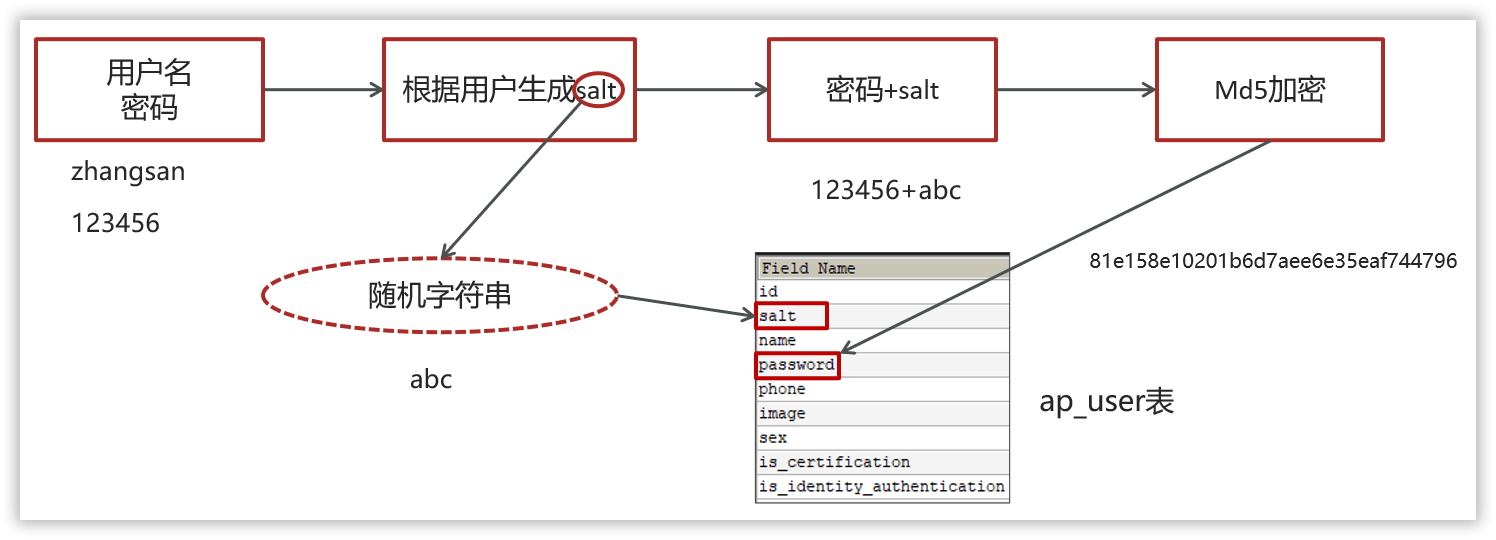 用户名
密码
根据用户生成salt
密码+salt
Md5加密
zhangsan
123456
123456+abc
随机字符串
abc
81e158e10201b6d7aee6e35eaf744796
Field Name
id
salt
name
password
phone
image
sex
is_certification
is_identity_authentication
ap_user表